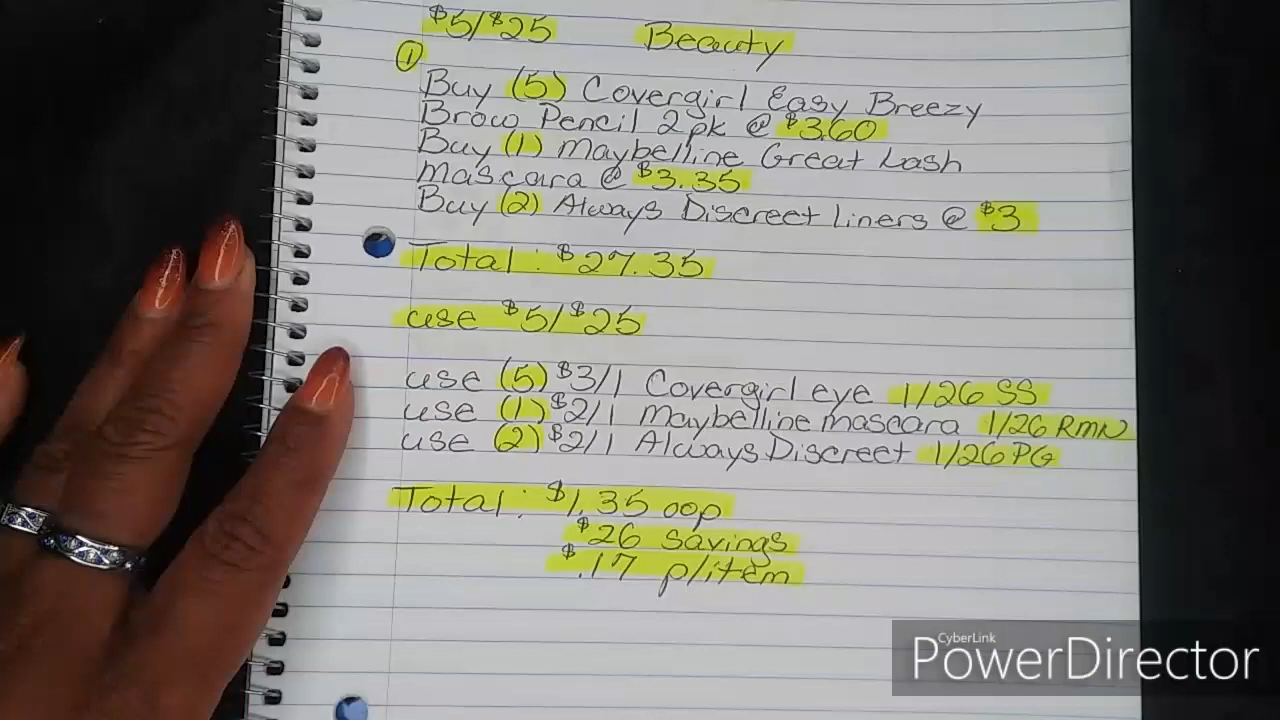 $5/$25 Beauty
①
Buy (5) Covergirl Easy Breezy
Brow Pencil 2pk @ $3.60
Buy (1) Maybelline Great Lash
mascara @ $3.35
Buy (2) Always Discreet Liners @ $3
Total: $27.35
use $5/$25
use (5) $3/1 Covergirl eye 1/26 SS
use (1) $2/1 Maybelline mascara 1/26 RMN
use (2) $2/1 Always Discreet 1/26 PG
Total: $1.35 oop
$26 savings
$.17 p/item
CyberLink
PowerDirector